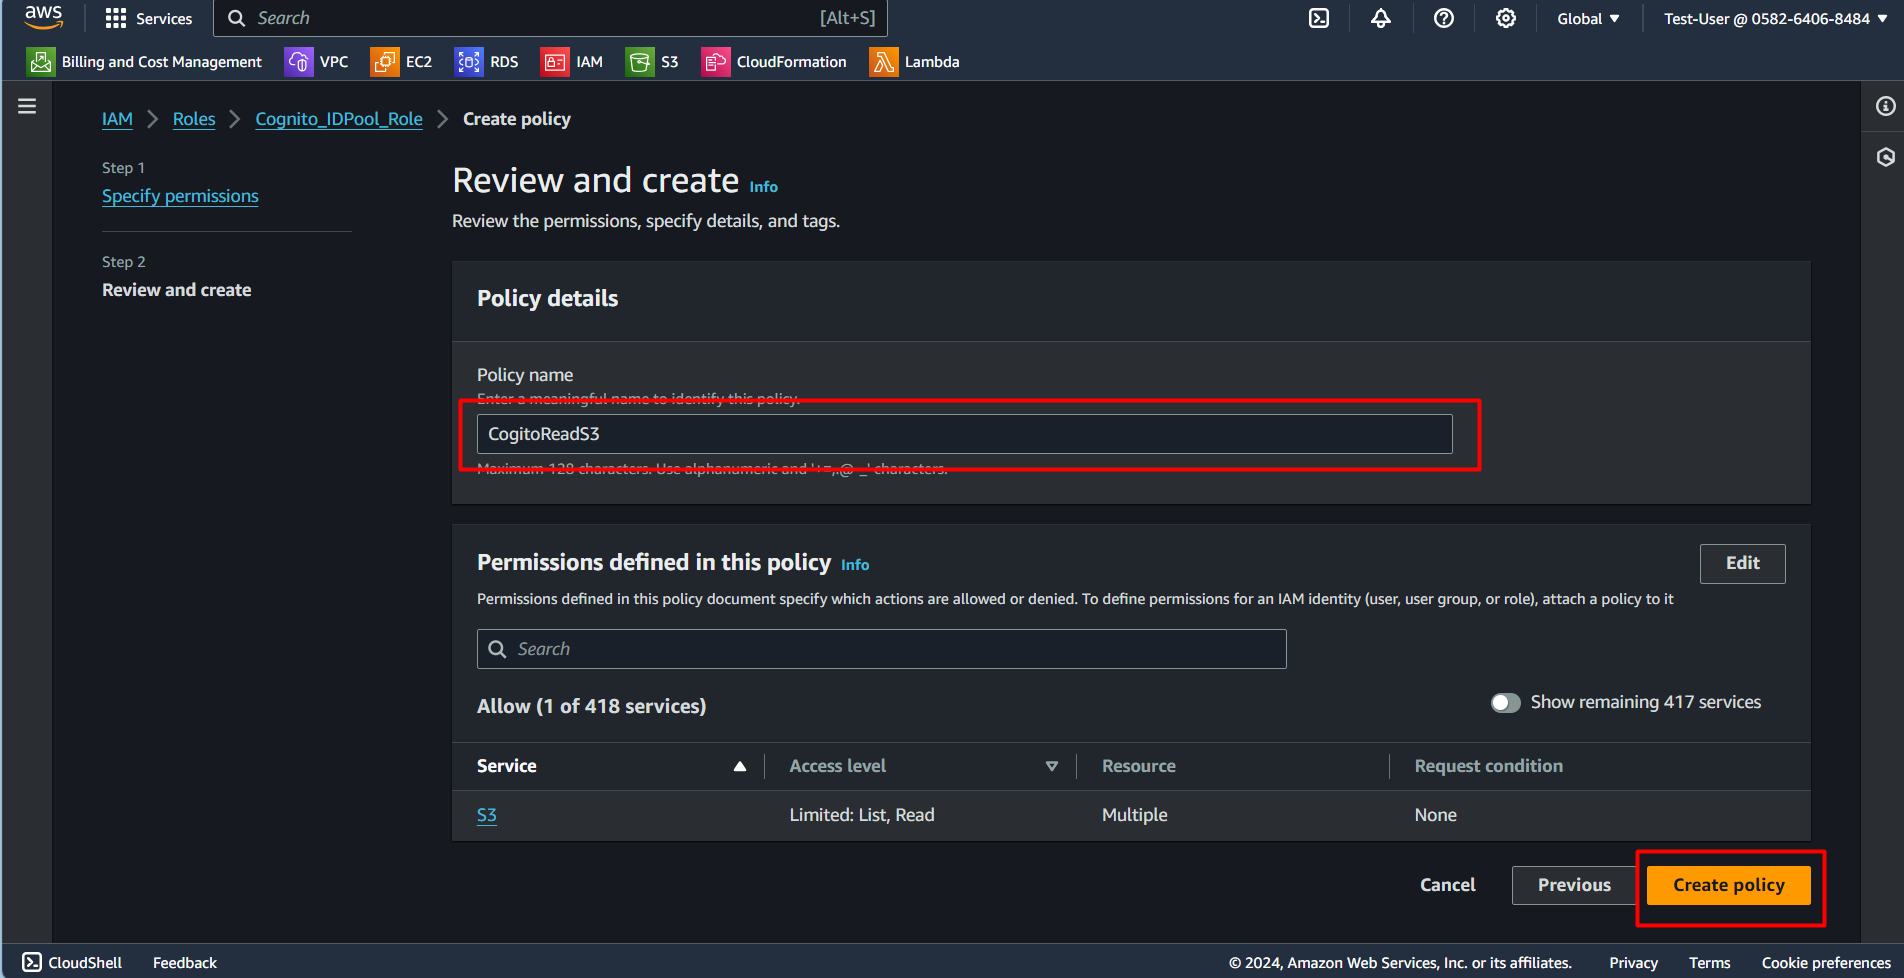 aws
Services
Search
[Alt+S]
Global
Test-User @ 0582-6406-8484
Billing and Cost Management
VPC
EC2
RDS
IAM
S3
CloudFormation
Lambda
IAM
Roles
Cognito_IDPool_Role
Create policy
Step 1
Specify permissions
Step 2
Review and create
Review and create Info
Review the permissions, specify details, and tags.
Policy details
Policy name
Enter a meaningful name to identify this policy.
CogitoReadS3
Maximum 128 characters. Use alphanumeric and '+=,.@-_' characters.
Permissions defined in this policy Info
Edit
Permissions defined in this policy document specify which actions are allowed or denied. To define permissions for an IAM identity (user, user group, or role), attach a policy to it
Search
Allow (1 of 418 services)
Show remaining 417 services
Service
Access level
Resource
Request condition
S3
Limited: List, Read
Multiple
None
Cancel
Previous
Create policy
CloudShell
Feedback
© 2024, Amazon Web Services, Inc. or its affiliates.
Privacy
Terms
Cookie preferences